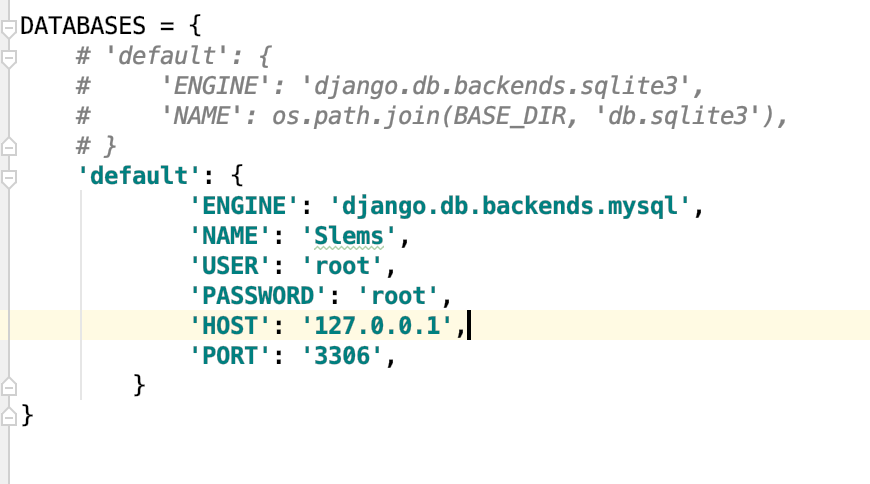 DATABASES = {
    # 'default': {
    #     'ENGINE': 'django.db.backends.sqlite3',
    #     'NAME': os.path.join(BASE_DIR, 'db.sqlite3'),
    # }
    'default': {
            'ENGINE': 'django.db.backends.mysql',
            'NAME': 'Slems',
            'USER': 'root',
            'PASSWORD': 'root',
            'HOST': '127.0.0.1',
            'PORT': '3306',
        }
}